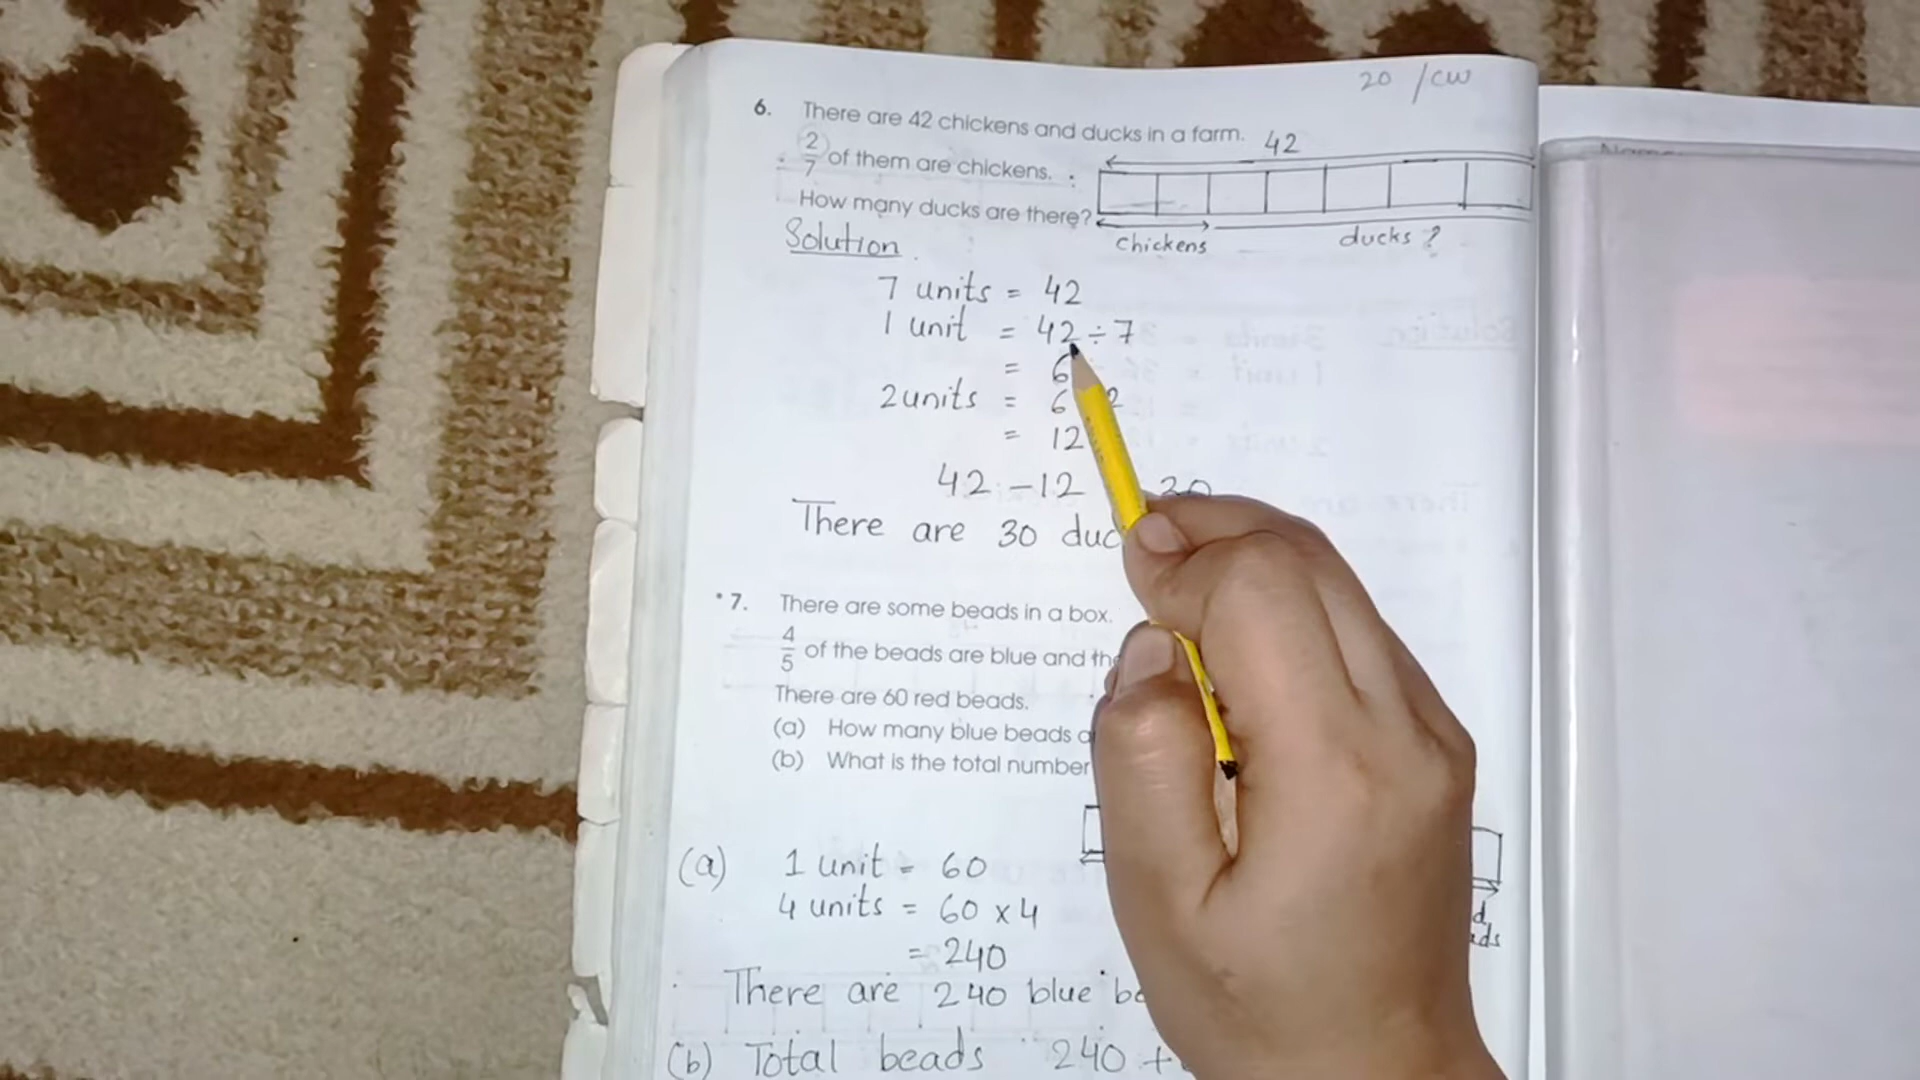 20 /cw
6. There are 42 chickens and ducks in a farm.
42
2/7 of them are chickens.
How many ducks are there?
chickens ducks ?
Solution
7 units = 42
1 unit = 42 ÷ 7
= 6
2 units = 6 2
= 12
42 - 12 30
There are 30
* 7. There are some beads in a box.
4/5 of the beads are blue and
There are 60 red beads.
(a) How many blue beads
(b) What is the total number
(a) 1 unit = 60
4 units = 60 x 4
= 240
There are 240 blue
(b) Total beads 240 +